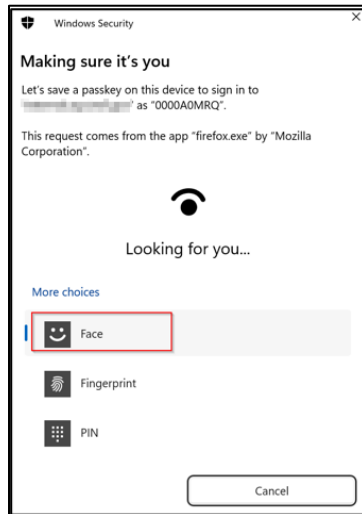 Windows Security
Making sure it's you
Let's save a passkey on this device to sign in to
" as "0000A0MRQ".
This request comes from the app "firefox.exe" by "Mozilla
Corporation".
Looking for you...
More choices
Face
Fingerprint
PIN
Cancel